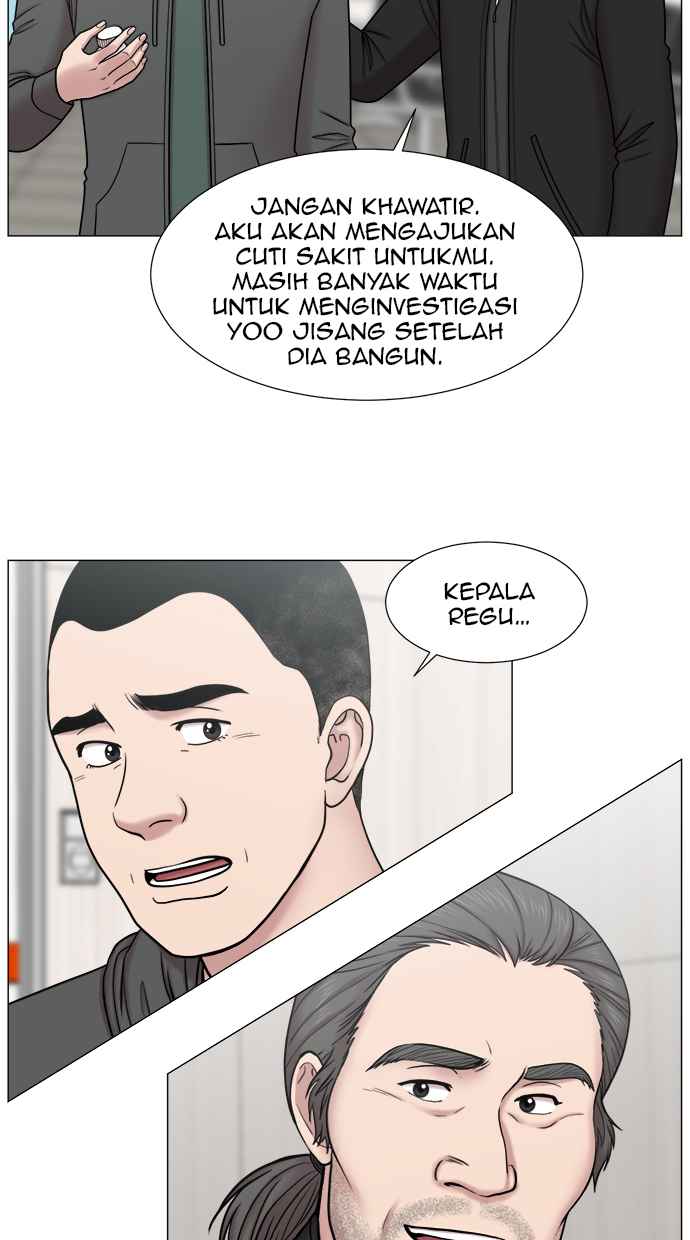 JANGAN KHAWATIR.
AKU AKAN MENGAJUKAN
CUTI SAKIT UNTUKMU.
MASIH BANYAK WAKTU
UNTUK MENGINVESTIGASI
YOO JISANG SETELAH
DIA BANGUN.
KEPALA
REGU...